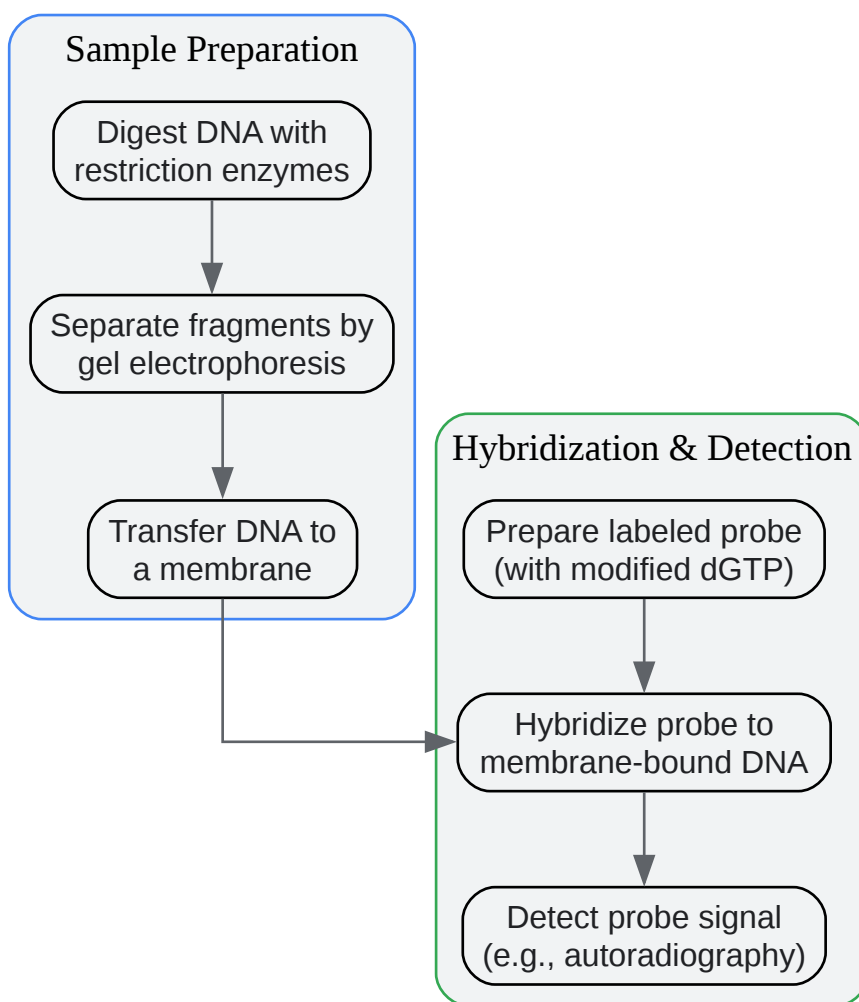 Sample Preparation
Digest DNA with
restriction enzymes
Separate fragments by
gel electrophoresis
Transfer DNA to
a membrane
Hybridization & Detection
Prepare labeled probe
(with modified dGTP)
Hybridize probe to
membrane-bound DNA
Detect probe signal
(e.g., autoradiography)